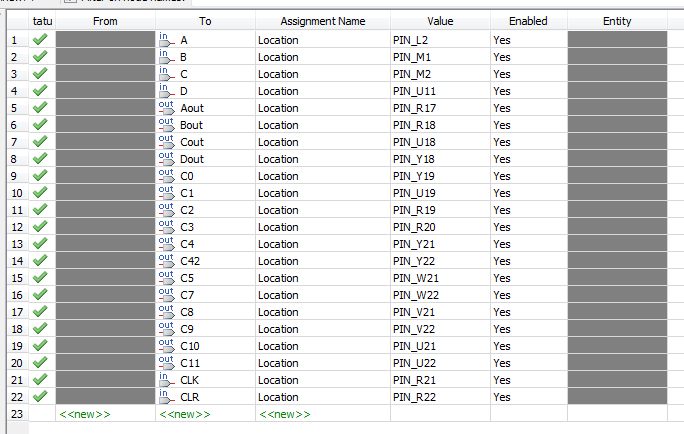 tatu From To Assignment Name Value Enabled Entity
1 in A Location PIN_L2 Yes
2 in B Location PIN_M1 Yes
3 in C Location PIN_M2 Yes
4 in D Location PIN_U11 Yes
5 out Aout Location PIN_R17 Yes
6 out Bout Location PIN_R18 Yes
7 out Cout Location PIN_U18 Yes
8 out Dout Location PIN_Y18 Yes
9 out C0 Location PIN_Y19 Yes
10 out C1 Location PIN_U19 Yes
11 out C2 Location PIN_R19 Yes
12 out C3 Location PIN_R20 Yes
13 out C4 Location PIN_Y21 Yes
14 out C42 Location PIN_Y22 Yes
15 out C5 Location PIN_W21 Yes
16 out C7 Location PIN_W22 Yes
17 out C8 Location PIN_V21 Yes
18 out C9 Location PIN_V22 Yes
19 out C10 Location PIN_U21 Yes
20 out C11 Location PIN_U22 Yes
21 in CLK Location PIN_R21 Yes
22 in CLR Location PIN_R22 Yes
23 <<new>> <<new>> <<new>>